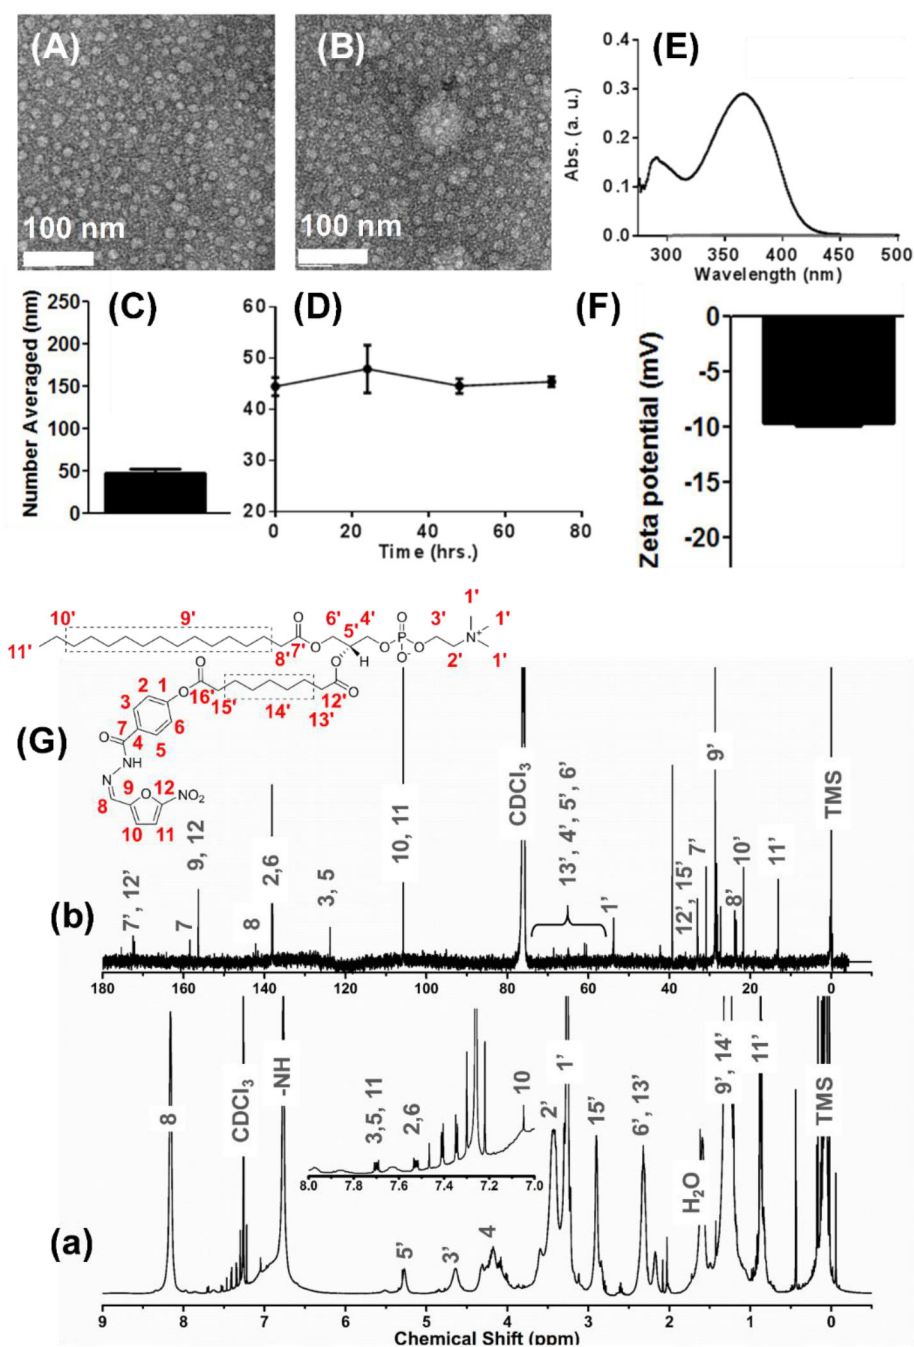 (A)
100 nm
(B)
100 nm
(E)
Abs. (a. u.)
0.4
0.3
0.2
0.1
0.0
300 350 400 450 500
Wavelength (nm)
(C)
Number Averaged (nm)
250
200
150
100
50
0
(D)
60
50
40
30
20
0 20 40 60 80
Time (hrs.)
(F)
Zeta potential (mV)
0
-5
-10
-15
-20
(G)
11'
10'
9'
8'
7'
O
O
6'
5'
4'
H
O
O
P
O
O-
O
3'
2'
N+
1'
1'
1'
O
16'
15'
14'
13'
12'
O
O
2
1
3
6
7
4
5
O
NH
N
8
9
O
12
NO2
10
11
(b)
7', 12'
7
9, 12
8
2,6
3, 5
10, 11
CDCl3
13', 4', 5', 6'
1'
12', 15'
7'
9'
8'
10'
11'
TMS
180 160 140 120 100 80 60 40 20 0
(a)
8
CDCl3
-NH
3,5, 11
2,6
10
8.0 7.8 7.6 7.4 7.2 7.0
5'
3'
4
2'
1'
15'
6', 13'
H2O
9', 14'
11'
TMS
9 8 7 6 5 4 3 2 1 0
Chemical Shift (ppm)